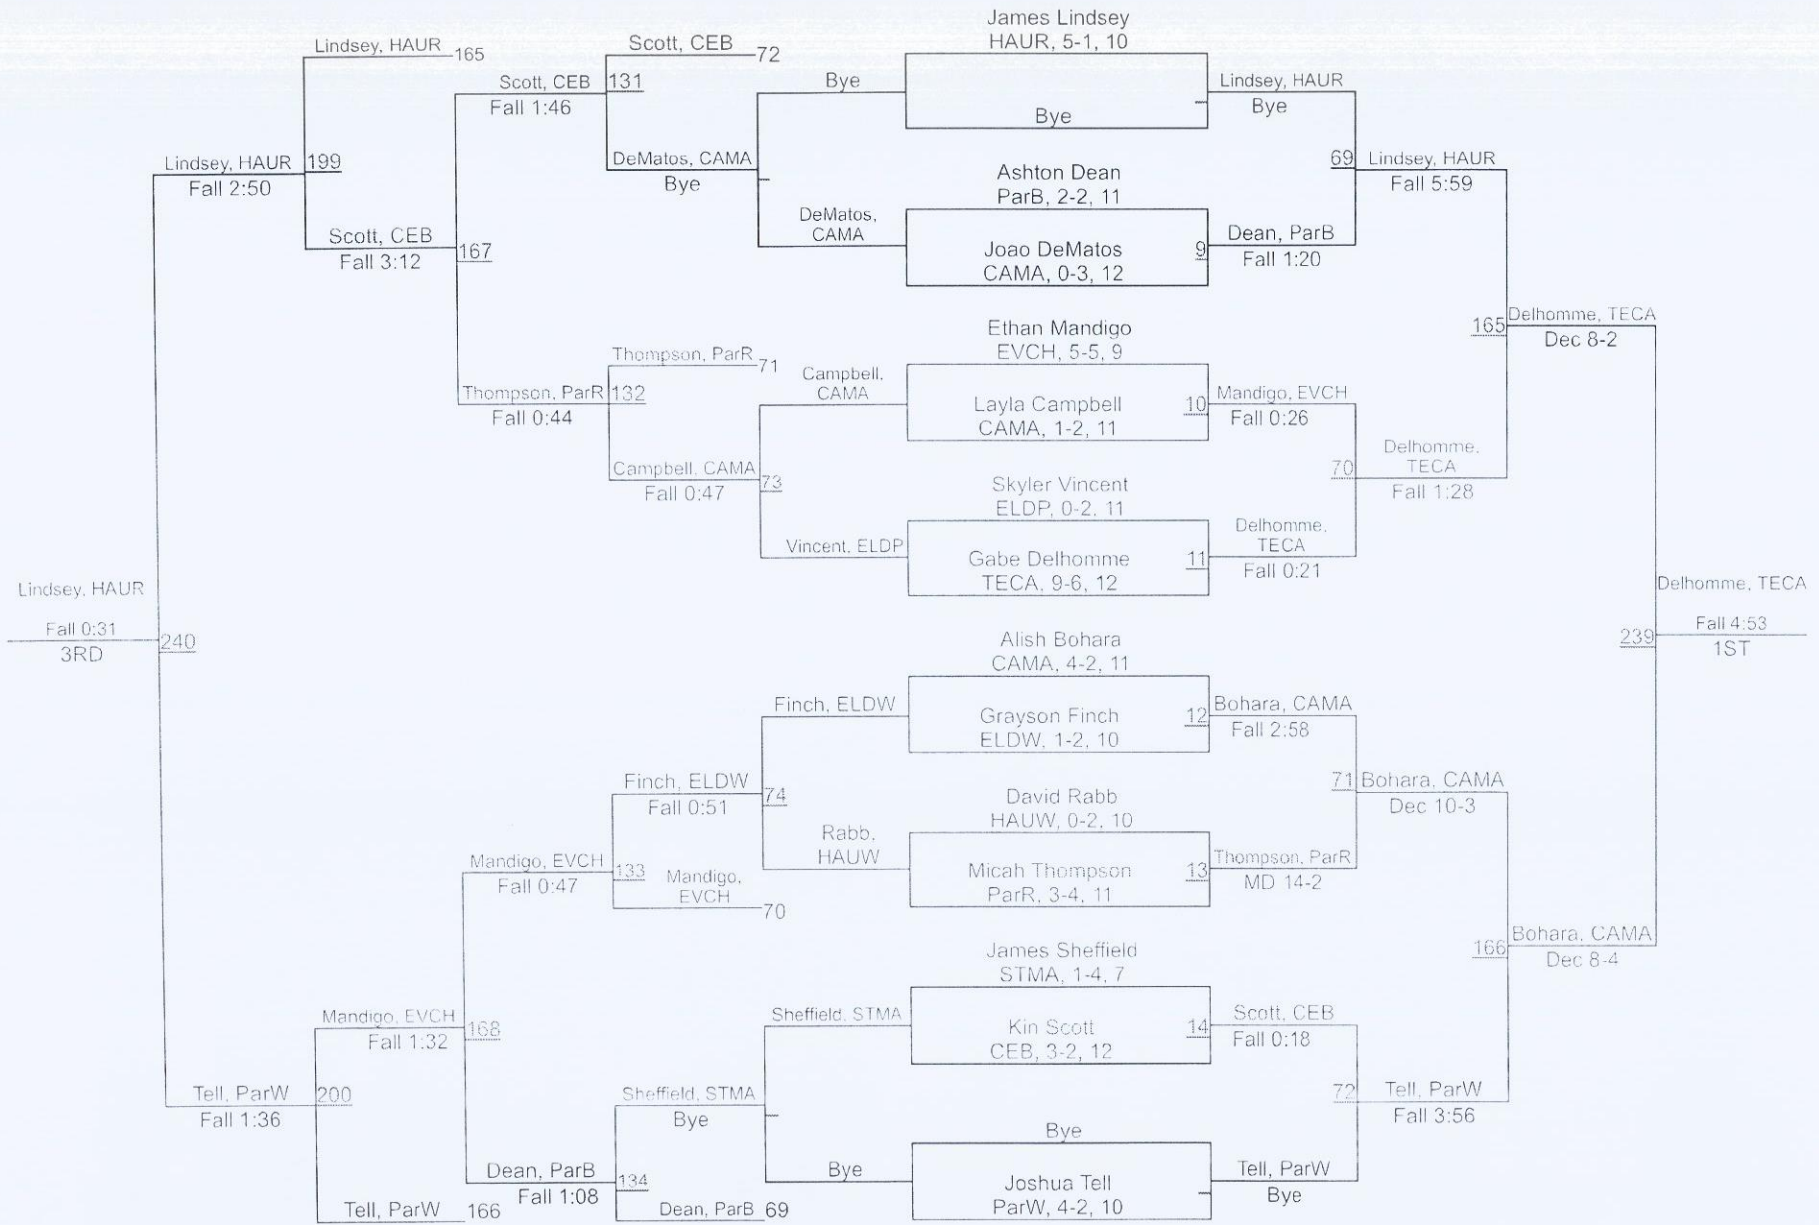 James Lindsey
HAUR, 5-1, 10
Bye
Ashton Dean
ParB, 2-2, 11
Joao DeMatos
CAMA, 0-3, 12
9
Ethan Mandigo
EVCH, 5-5, 9
Layla Campbell
CAMA, 1-2, 11
10
Skyler Vincent
ELDP, 0-2, 11
Gabe Delhomme
TECA, 9-6, 12
11
Alish Bohara
CAMA, 4-2, 11
Grayson Finch
ELDW, 1-2, 10
12
David Rabb
HAUW, 0-2, 10
Micah Thompson
ParR, 3-4, 11
13
James Sheffield
STMA, 1-4, 7
Kin Scott
CEB, 3-2, 12
14
Bye
Joshua Tell
ParW, 4-2, 10
Lindsey, HAUR
Bye
Dean, ParB
Fall 1:20
Mandigo, EVCH
Fall 0:26
Delhomme,
TECA
Fall 0:21
Bohara, CAMA
Fall 2:58
Thompson, ParR
MD 14-2
Scott, CEB
Fall 0:18
Tell, ParW
Bye
69
Lindsey, HAUR
Fall 5:59
70
Delhomme,
TECA
Fall 1:28
71
Bohara, CAMA
Dec 10-3
72
Tell, ParW
Fall 3:56
165
Delhomme, TECA
Dec 8-2
166
Bohara, CAMA
Dec 8-4
239
Delhomme, TECA
Fall 4:53
1ST
Bye
DeMatos,
CAMA
Campbell,
CAMA
Vincent, ELDP
Finch, ELDW
Rabb,
HAUW
Sheffield, STMA
Bye
Scott, CEB
72
DeMatos, CAMA
Bye
Thompson, ParR
71
Campbell, CAMA
Fall 0:47
73
Finch, ELDW
Fall 0:51
74
Mandigo,
EVCH
70
Sheffield, STMA
Bye
Dean, ParB
69
Scott, CEB
Fall 1:46
131
Thompson, ParR
Fall 0:44
132
Mandigo, EVCH
Fall 0:47
133
Dean, ParB
Fall 1:08
134
Lindsey, HAUR
165
Scott, CEB
Fall 3:12
167
Mandigo, EVCH
Fall 1:32
168
Tell, ParW
166
Lindsey, HAUR
Fall 2:50
199
Tell, ParW
Fall 1:36
200
Lindsey, HAUR
Fall 0:31
3RD
240